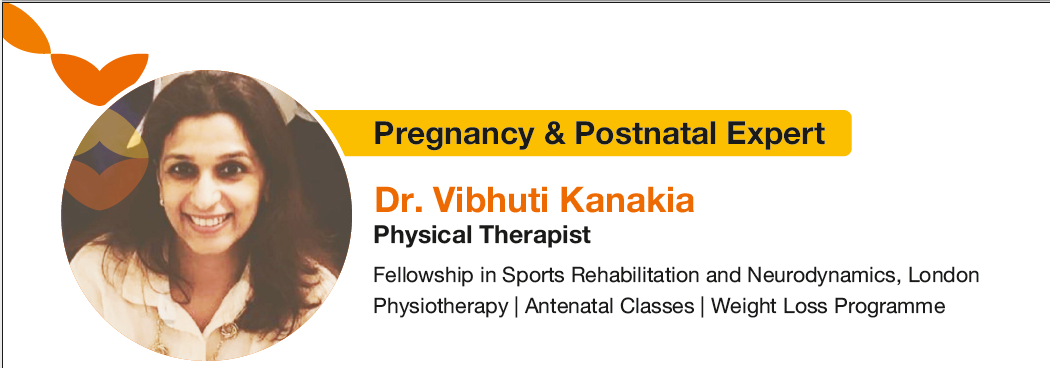 Pregnancy & Postnatal Expert
Dr. Vibhuti Kanakia
Physical Therapist
Fellowship in Sports Rehabilitation and Neurodynamics, London
Physiotherapy | Antenatal Classes | Weight Loss Programme